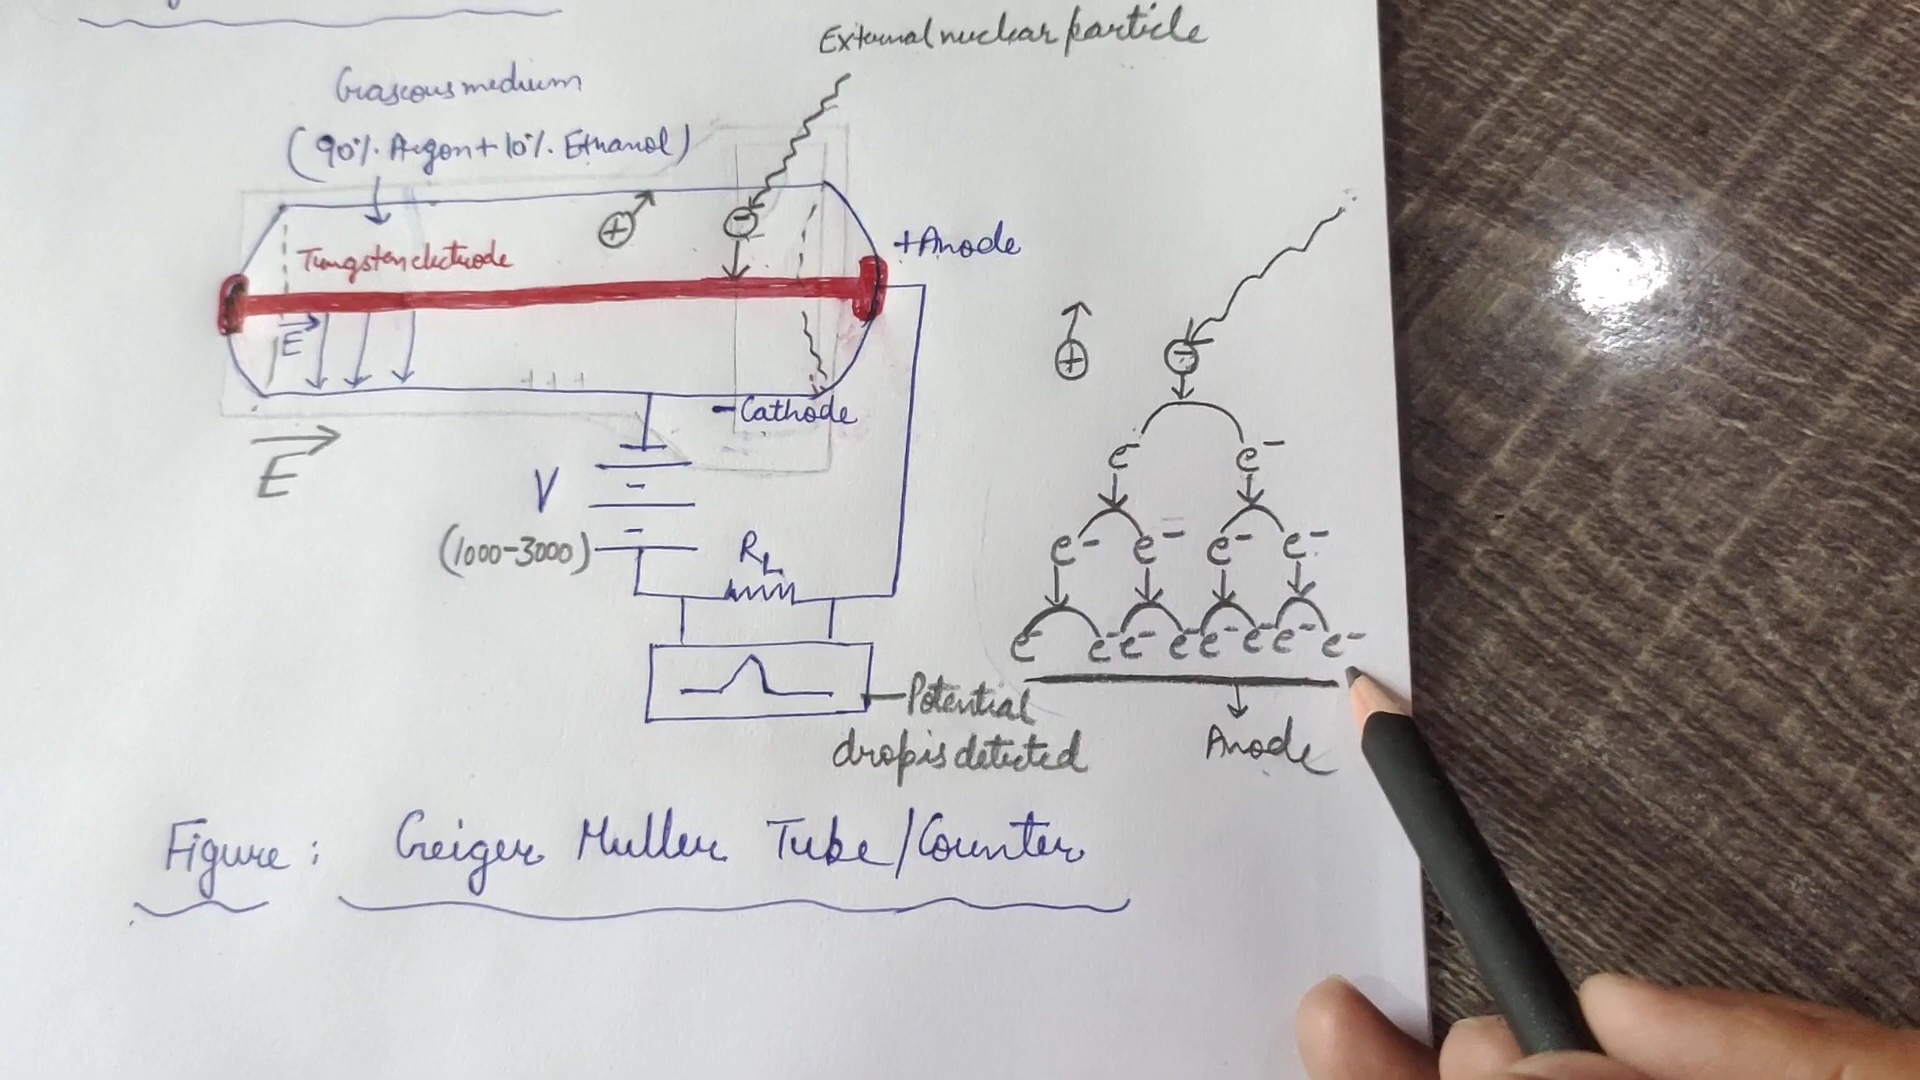 External nuclear particle
Gaseous medium
(90%. Argon + 10%. Ethanol)
+
-
+ Anode
Tungsten electrode
E
- Cathode
E
V
-
-
(1000-3000)
R_L
Potential
drop is detected
+
-
e- e-
e- e- e- e-
e- e- e- e- e- e- e- e-
Anode
Figure : Geiger Muller Tube/Counter